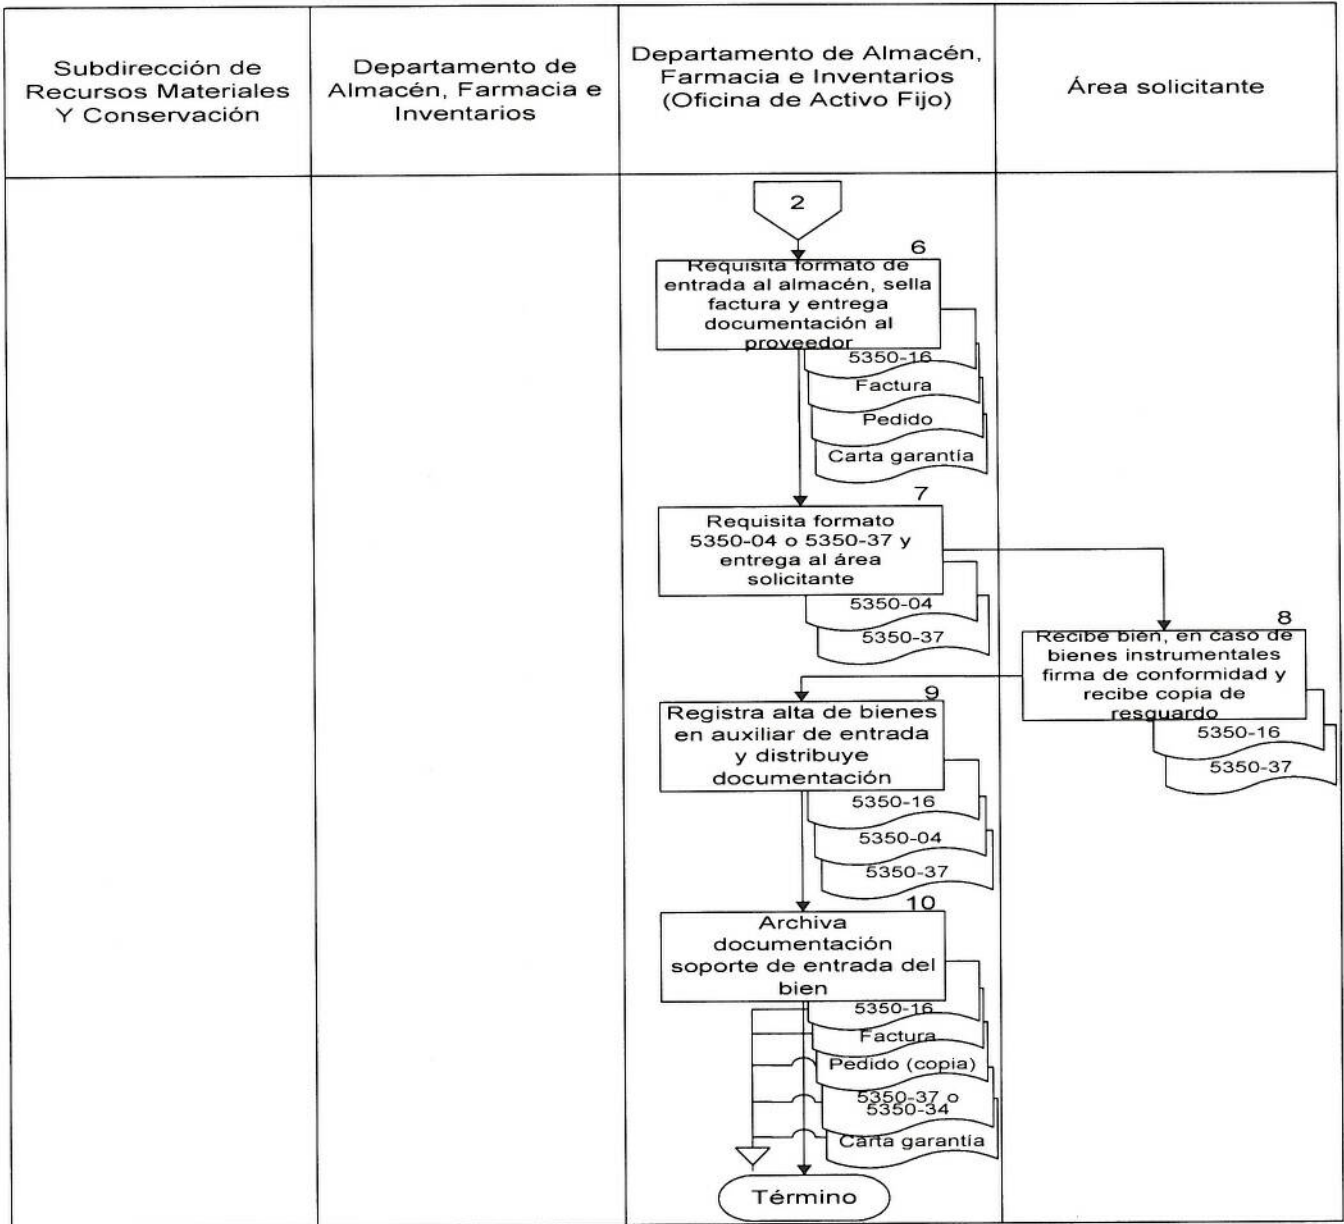 Subdirección de
Recursos Materiales
Y Conservación
Departamento de
Almacén, Farmacia e
Inventarios
Departamento de Almacén,
Farmacia e Inventarios
(Oficina de Activo Fijo)
Área solicitante
2
6
Requisita formato de
entrada al almacén, sella
factura y entrega
documentación al
proveedor
5350-16
Factura
Pedido
Carta garantía
7
Requisita formato
5350-04 o 5350-37 y
entrega al área
solicitante
5350-04
5350-37
8
Recibe bien, en caso de
bienes instrumentales
firma de conformidad y
recibe copia de
resguardo
5350-16
5350-37
9
Registra alta de bienes
en auxiliar de entrada
y distribuye
documentación
5350-16
5350-04
5350-37
10
Archiva
documentación
soporte de entrada del
bien
5350-16
Factura
Pedido (copia)
5350-37 o
5350-34
Carta garantía
Término